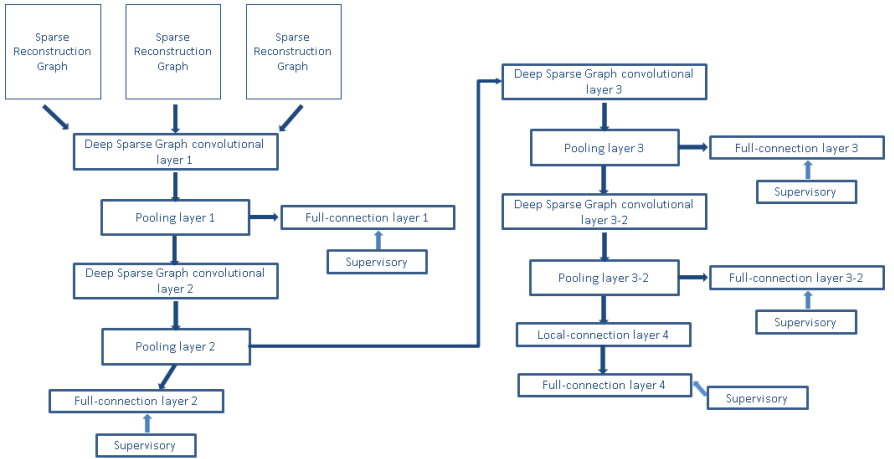 Sparse
Reconstruction
Graph
Sparse
Reconstruction
Graph
Sparse
Reconstruction
Graph
Deep Sparse Graph convolutional
layer 1
Pooling layer 1
Full-connection layer 1
Supervisory
Deep Sparse Graph convolutional
layer 2
Pooling layer 2
Full-connection layer 2
Supervisory
Deep Sparse Graph convolutional
layer 3
Pooling layer 3
Full-connection layer 3
Supervisory
Deep Sparse Graph convolutional
layer 3-2
Pooling layer 3-2
Full-connection layer 3-2
Supervisory
Local-connection layer 4
Full-connection layer 4
Supervisory